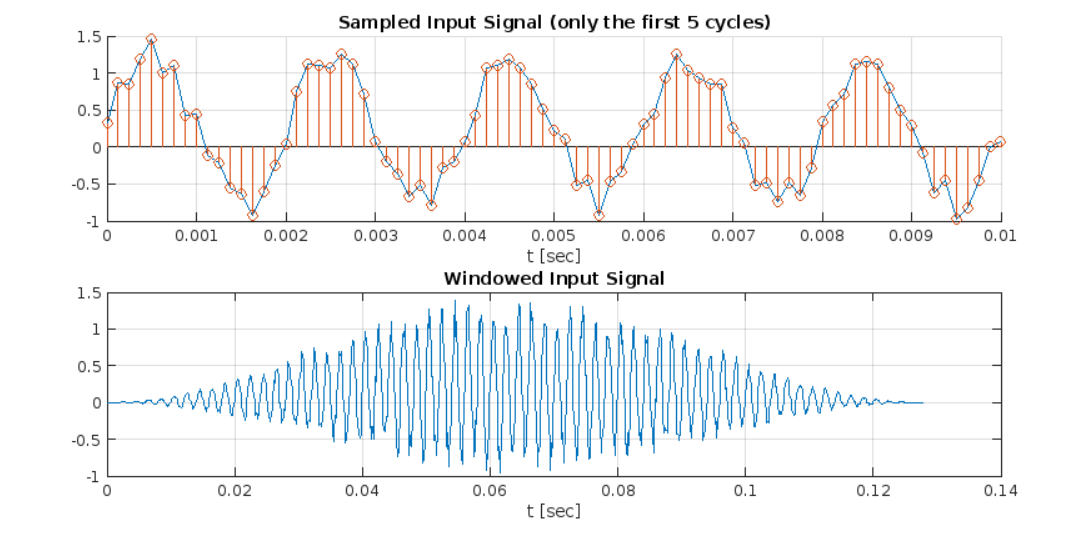 Sampled Input Signal (only the first 5 cycles)
1.5
1
0.5
0
-0.5
-1
0 0.001 0.002 0.003 0.004 0.005 0.006 0.007 0.008 0.009 0.01
t [sec]
Windowed Input Signal
1.5
1
0.5
0
-0.5
-1
0 0.02 0.04 0.06 0.08 0.1 0.12 0.14
t [sec]